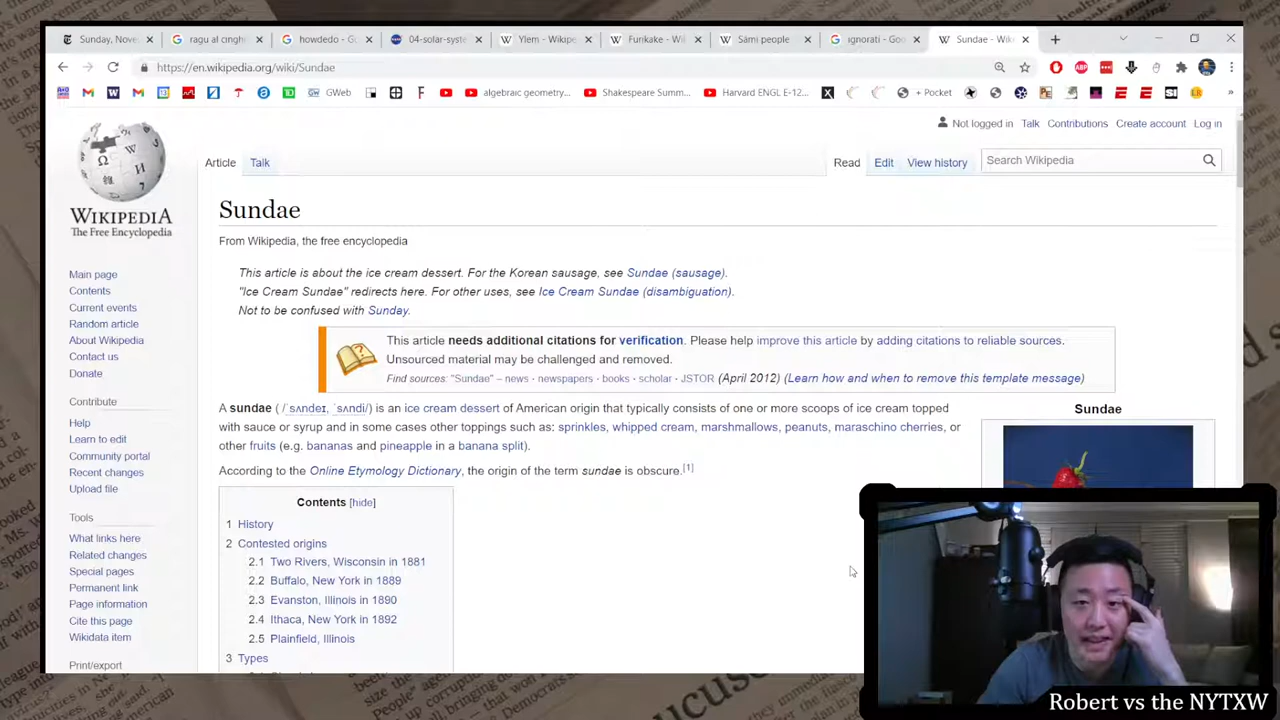 Sunday, Nove
ragu al cinghi
howdedo - Go
04-solar-syste
Ylem - Wikipe
Furikake - Wi
Sámi people
ignorati - Goo
Sundae - Wik
https://en.wikipedia.org/wiki/Sundae
GWeb
algebraic geometry...
Shakespeare Summ...
Harvard ENGL E-12...
+ Pocket
Not logged in Talk Contributions Create account Log in
Article Talk
Read Edit View history
Search Wikipedia
WIKIPEDIA
The Free Encyclopedia
Main page
Contents
Current events
Random article
About Wikipedia
Contact us
Donate
Contribute
Help
Learn to edit
Community portal
Recent changes
Upload file
Tools
What links here
Related changes
Special pages
Permanent link
Page information
Cite this page
Wikidata item
Print/export
Sundae
From Wikipedia, the free encyclopedia
This article is about the ice cream dessert. For the Korean sausage, see Sundae (sausage).
"Ice Cream Sundae" redirects here. For other uses, see Ice Cream Sundae (disambiguation).
Not to be confused with Sunday.
This article needs additional citations for verification. Please help improve this article by adding citations to reliable sources.
Unsourced material may be challenged and removed.
Find sources: "Sundae" – news · newspapers · books · scholar · JSTOR (April 2012) (Learn how and when to remove this template message)
A sundae ( /ˈsʌndeɪ, ˈsʌndi/) is an ice cream dessert of American origin that typically consists of one or more scoops of ice cream topped
with sauce or syrup and in some cases other toppings such as: sprinkles, whipped cream, marshmallows, peanuts, maraschino cherries, or
other fruits (e.g. bananas and pineapple in a banana split).
According to the Online Etymology Dictionary, the origin of the term sundae is obscure.[1]
Sundae
Contents [hide]
1 History
2 Contested origins
2.1 Two Rivers, Wisconsin in 1881
2.2 Buffalo, New York in 1889
2.3 Evanston, Illinois in 1890
2.4 Ithaca, New York in 1892
2.5 Plainfield, Illinois
3 Types
Robert vs the NYTXW